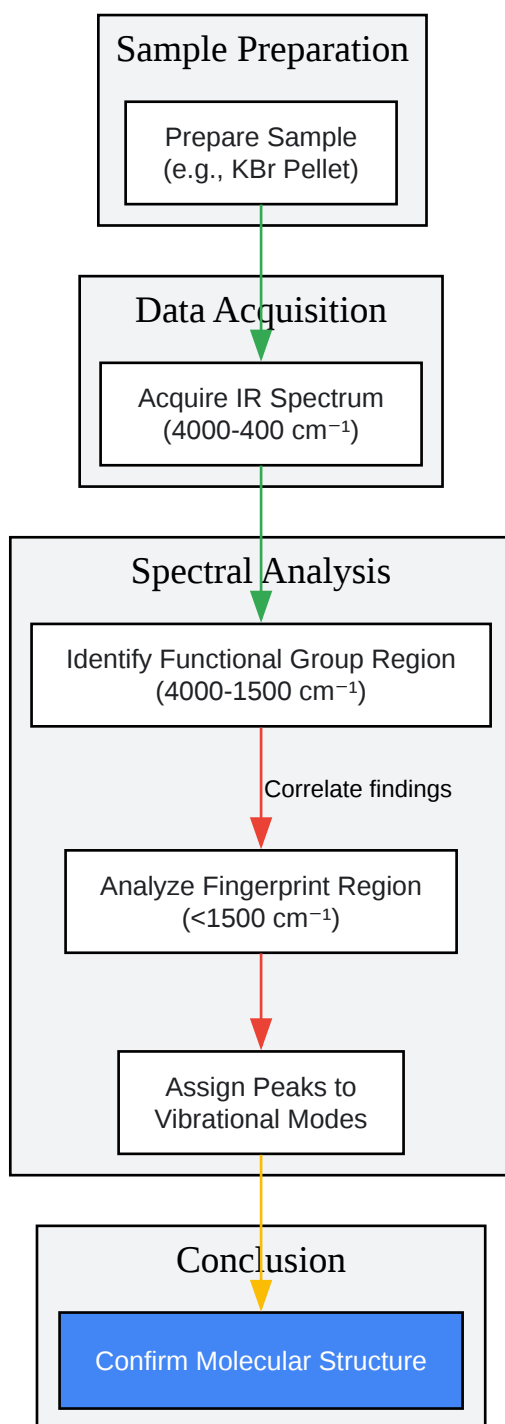 Sample Preparation
Prepare Sample
(e.g., KBr Pellet)
Data Acquisition
Acquire IR Spectrum
(4000-400 cm⁻¹)
Spectral Analysis
Identify Functional Group Region
(4000-1500 cm⁻¹)
Correlate findings
Analyze Fingerprint Region
(<1500 cm⁻¹)
Assign Peaks to
Vibrational Modes
Conclusion
Confirm Molecular Structure